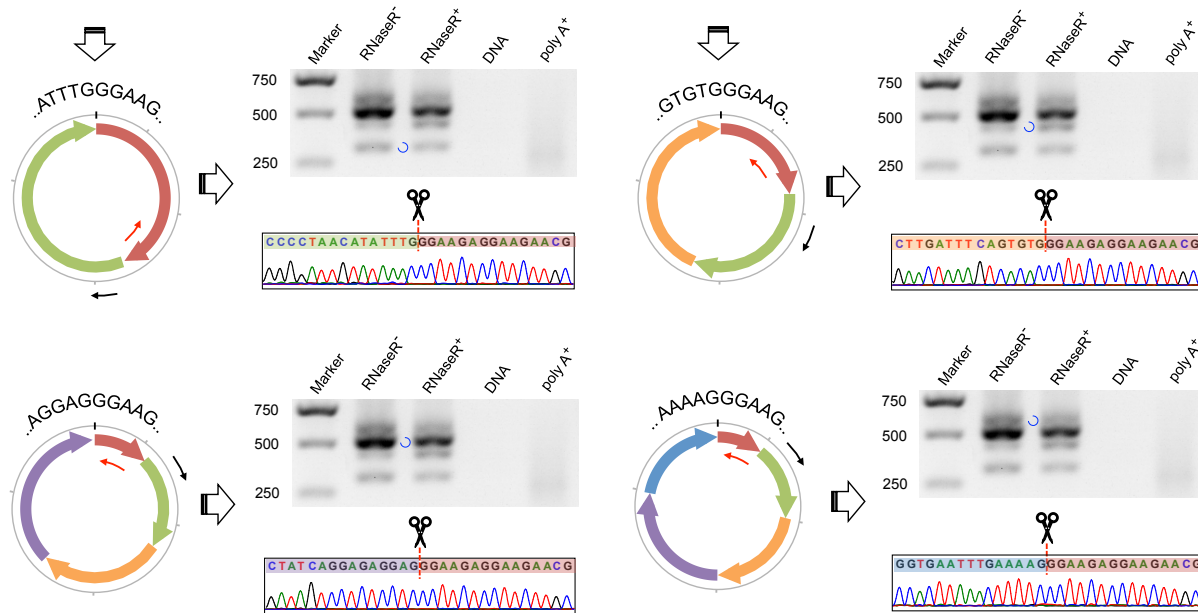 Marker RNaseR⁻ RNaseR⁺ DNA poly A⁺
..ATTTGGGAAG..
750
500
250
CCCCTAACATATTTGGGAAGAGGAAGAACG
Marker RNaseR⁻ RNaseR⁺ DNA poly A⁺
..GTGTGGGAAG..
750
500
250
CTTGATTTCAGTGTGGGAAGAGGAAGAACG
Marker RNaseR⁻ RNaseR⁺ DNA poly A⁺
..AGGAGGGAAG..
750
500
250
CTATCAGGAGAGGAGGGAAGAGGAAGAACG
Marker RNaseR⁻ RNaseR⁺ DNA poly A⁺
..AAAAGGGAAG..
750
500
250
GGTGAATTTGAAAAGGGAAGAGGAAGAACG